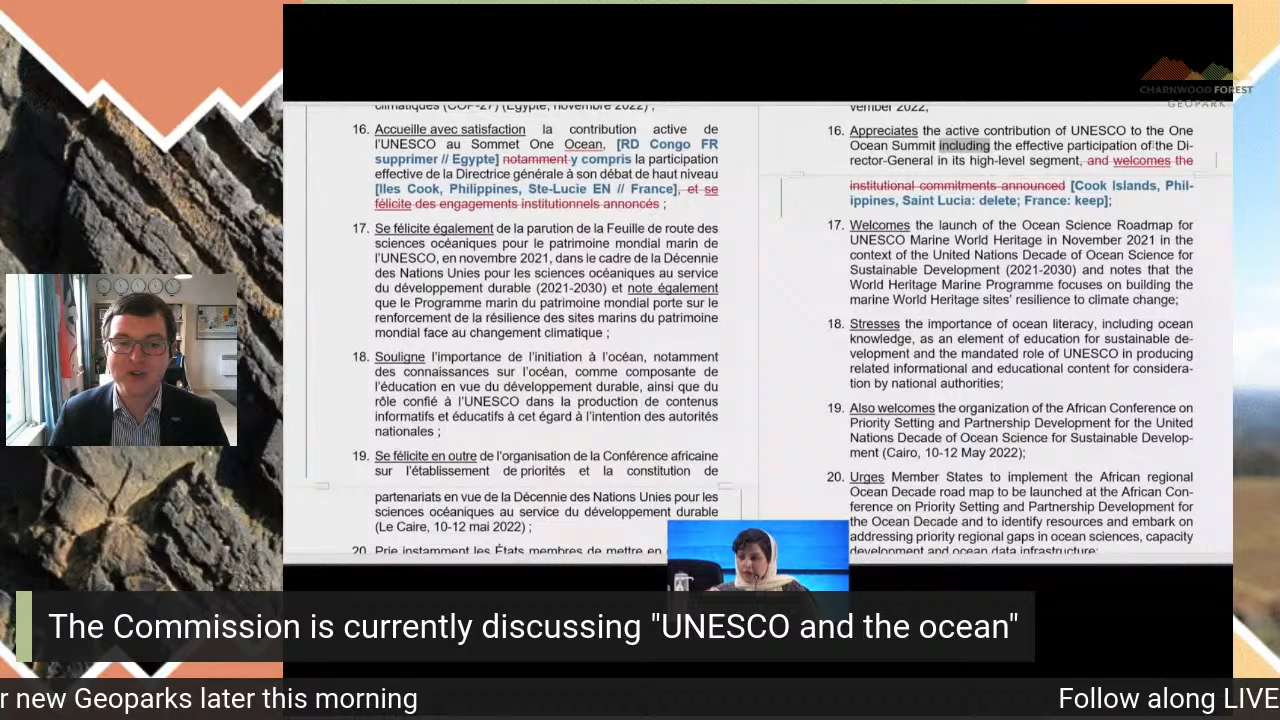 climatiques (COP-27) (Égypte, novembre 2022) ;
16. Accueille avec satisfaction la contribution active de
l'UNESCO au Sommet One Ocean, [RD Congo FR
supprimer // Egypte] notamment y compris la participation
effective de la Directrice générale à son débat de haut niveau
[Iles Cook, Philippines, Ste-Lucie EN // France], et se
félicite des engagements institutionnels annoncés ;
17. Se félicite également de la parution de la Feuille de route des
sciences océaniques pour le patrimoine mondial marin de
l'UNESCO, en novembre 2021, dans le cadre de la Décennie
des Nations Unies pour les sciences océaniques au service
du développement durable (2021-2030) et note également
que le Programme marin du patrimoine mondial porte sur le
renforcement de la résilience des sites marins du patrimoine
mondial face au changement climatique ;
18. Souligne l'importance de l'initiation à l'océan, notamment
des connaissances sur l'océan, comme composante de
l'éducation en vue du développement durable, ainsi que du
rôle confié à l'UNESCO dans la production de contenus
informatifs et éducatifs à cet égard à l'intention des autorités
nationales ;
19. Se félicite en outre de l'organisation de la Conférence africaine
sur l'établissement de priorités et la constitution de
partenariats en vue de la Décennie des Nations Unies pour les
sciences océaniques au service du développement durable
(Le Caire, 10-12 mai 2022) ;
20. Prie instamment les États membres de mettre en
vember 2022;
16. Appreciates the active contribution of UNESCO to the One
Ocean Summit including the effective participation of the Di-
rector-General in its high-level segment, and welcomes the
institutional commitments announced [Cook Islands, Phil-
ippines, Saint Lucia: delete; France: keep];
17. Welcomes the launch of the Ocean Science Roadmap for
UNESCO Marine World Heritage in November 2021 in the
context of the United Nations Decade of Ocean Science for
Sustainable Development (2021-2030) and notes that the
World Heritage Marine Programme focuses on building the
marine World Heritage sites' resilience to climate change;
18. Stresses the importance of ocean literacy, including ocean
knowledge, as an element of education for sustainable de-
velopment and the mandated role of UNESCO in producing
related informational and educational content for considera-
tion by national authorities;
19. Also welcomes the organization of the African Conference on
Priority Setting and Partnership Development for the United
Nations Decade of Ocean Science for Sustainable Develop-
ment (Cairo, 10-12 May 2022);
20. Urges Member States to implement the African regional
Ocean Decade road map to be launched at the African Con-
ference on Priority Setting and Partnership Development for
the Ocean Decade and to identify resources and embark on
addressing priority regional gaps in ocean sciences, capacity
development and ocean data infrastructure;
CHARNWOOD FOREST
GEOPARK
The Commission is currently discussing "UNESCO and the ocean"
r new Geoparks later this morning
Follow along LIVE